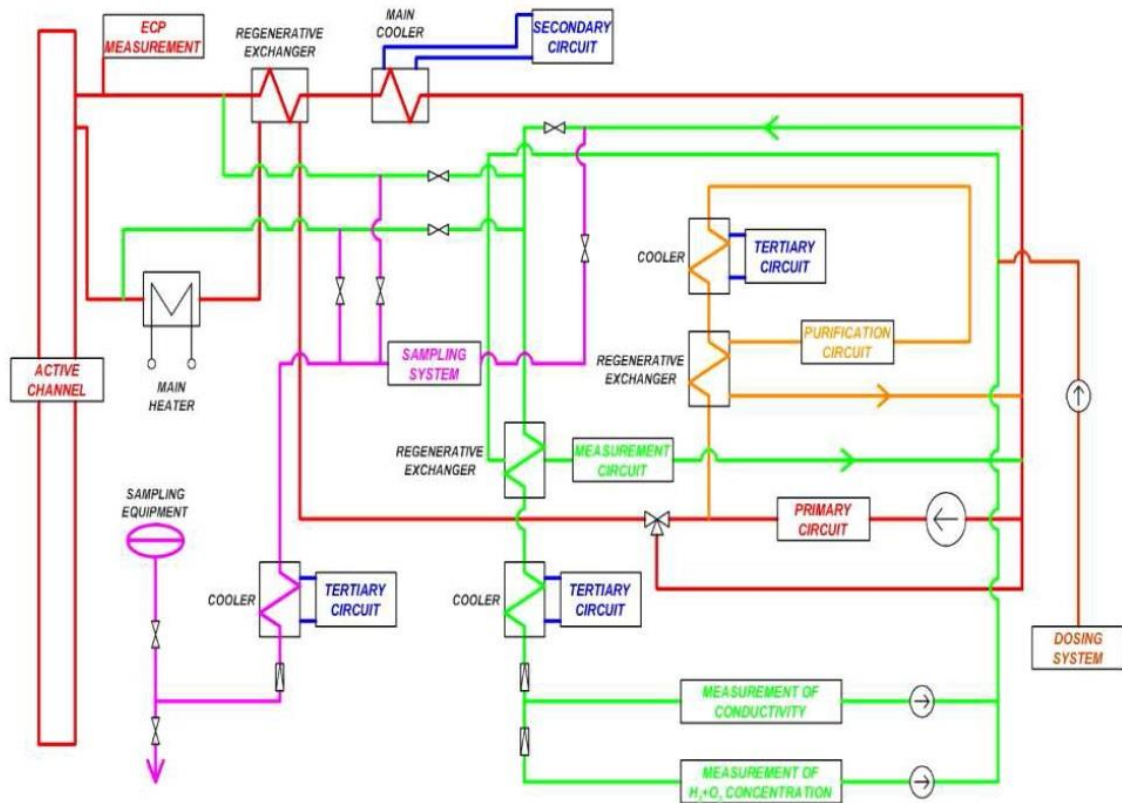 ECP
MEASUREMENT
REGENERATIVE
EXCHANGER
MAIN
COOLER
SECONDARY
CIRCUIT
COOLER
TERTIARY
CIRCUIT
PURIFICATION
CIRCUIT
REGENERATIVE
EXCHANGER
SAMPLING
SYSTEM
ACTIVE
CHANNEL
MAIN
HEATER
REGENERATIVE
EXCHANGER
MEASUREMENT
CIRCUIT
SAMPLING
EQUIPMENT
PRIMARY
CIRCUIT
COOLER
TERTIARY
CIRCUIT
COOLER
TERTIARY
CIRCUIT
DOSING
SYSTEM
MEASUREMENT OF
CONDUCTIVITY
MEASUREMENT OF
H₂+O₂ CONCENTRATION